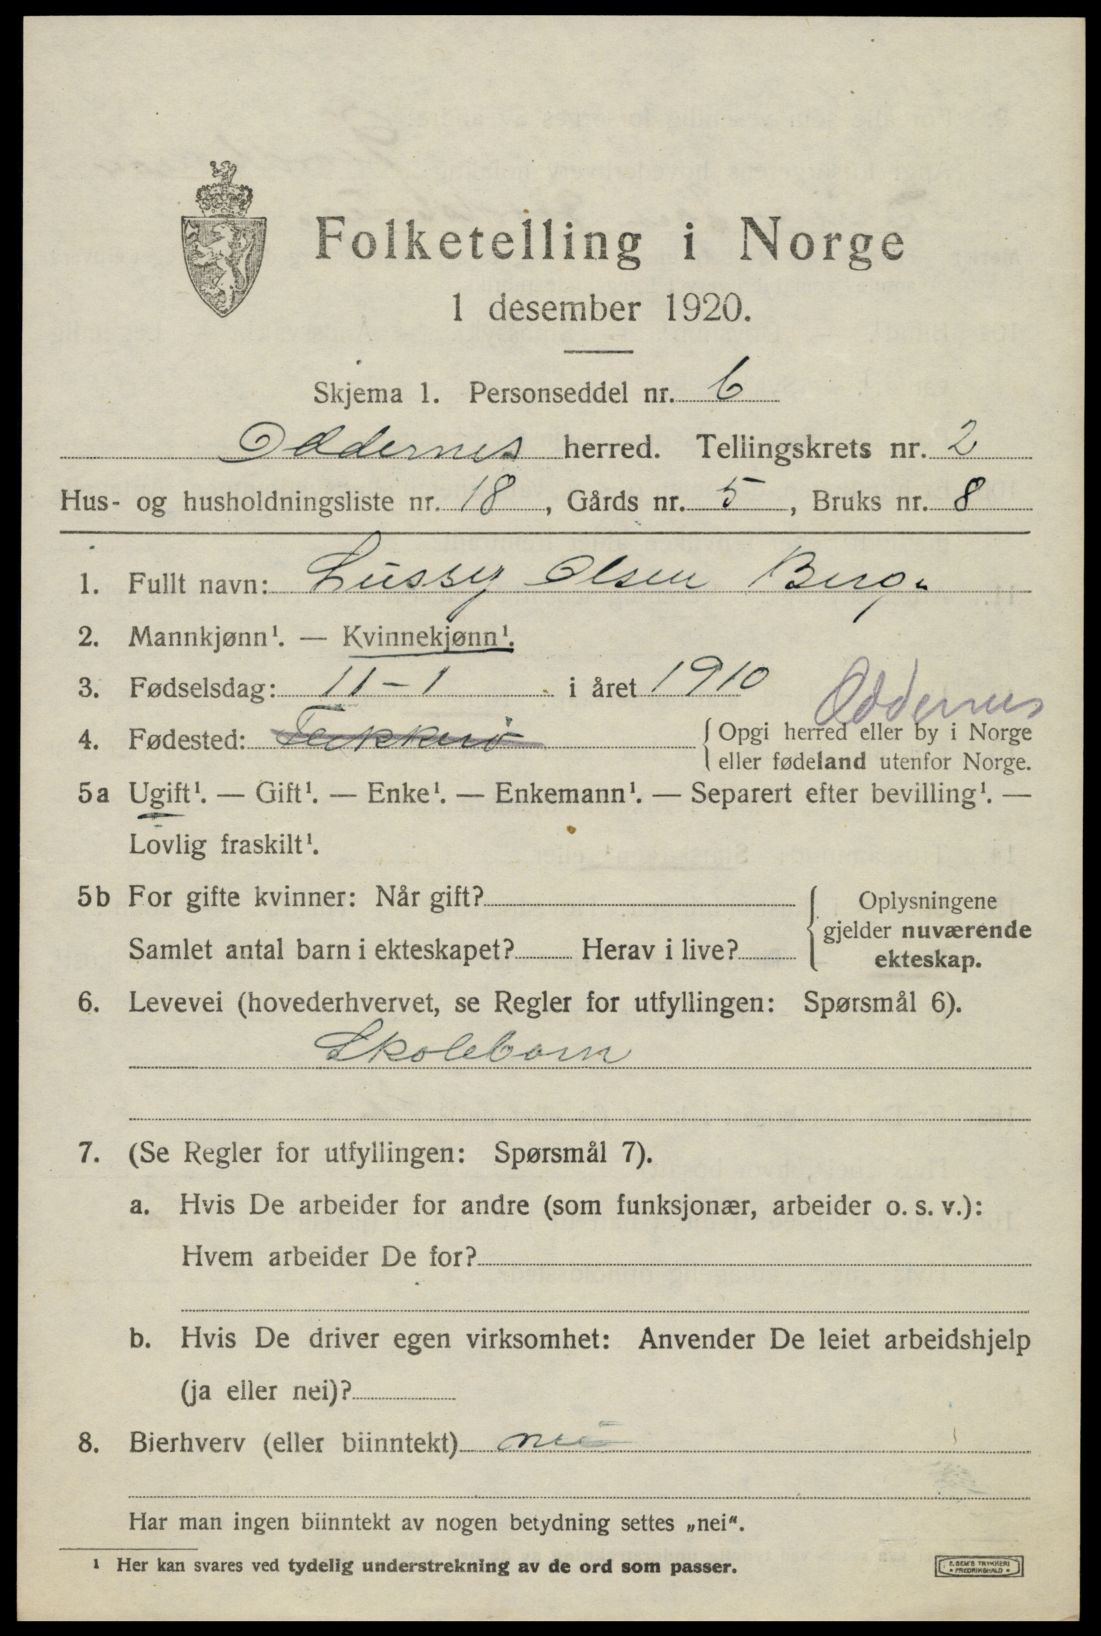 Folketelling i Norge
1 desember 1920.
Skjema 1. Personseddel nr. 6
Oddernes herred. Tellingskrets nr. 2
Hus- og husholdningsliste nr. 18, Gårds nr. 5, Bruks nr. 8
1. Fullt navn: Lussy Olsen Berg.
2. Mannkjønn¹. — Kvinnekjønn¹.
3. Fødselsdag: 11-1 i året 1910
Oddernes
4. Fødested: Flekkerø { Opgi herred eller by i Norge
eller fødeland utenfor Norge.
5a Ugift¹. — Gift¹. — Enke¹. — Enkemann¹. — Separert efter bevilling¹. —
Lovlig fraskilt¹.
5b For gifte kvinner: Når gift? { Oplysningene
gjelder nuværende
Samlet antal barn i ekteskapet? Herav i live? ekteskap.
6. Levevei (hovederhvervet, se Regler for utfyllingen: Spørsmål 6).
Skolebarn
7. (Se Regler for utfyllingen: Spørsmål 7).
a. Hvis De arbeider for andre (som funksjonær, arbeider o. s. v.):
Hvem arbeider De for?
b. Hvis De driver egen virksomhet: Anvender De leiet arbeidshjelp
(ja eller nei)?
8. Bierhverv (eller biinntekt) nei
Har man ingen biinntekt av nogen betydning settes „nei“.
¹ Her kan svares ved tydelig understrekning av de ord som passer.
E. SEM'S TRYKKERI
• FREDRIKSHALD •